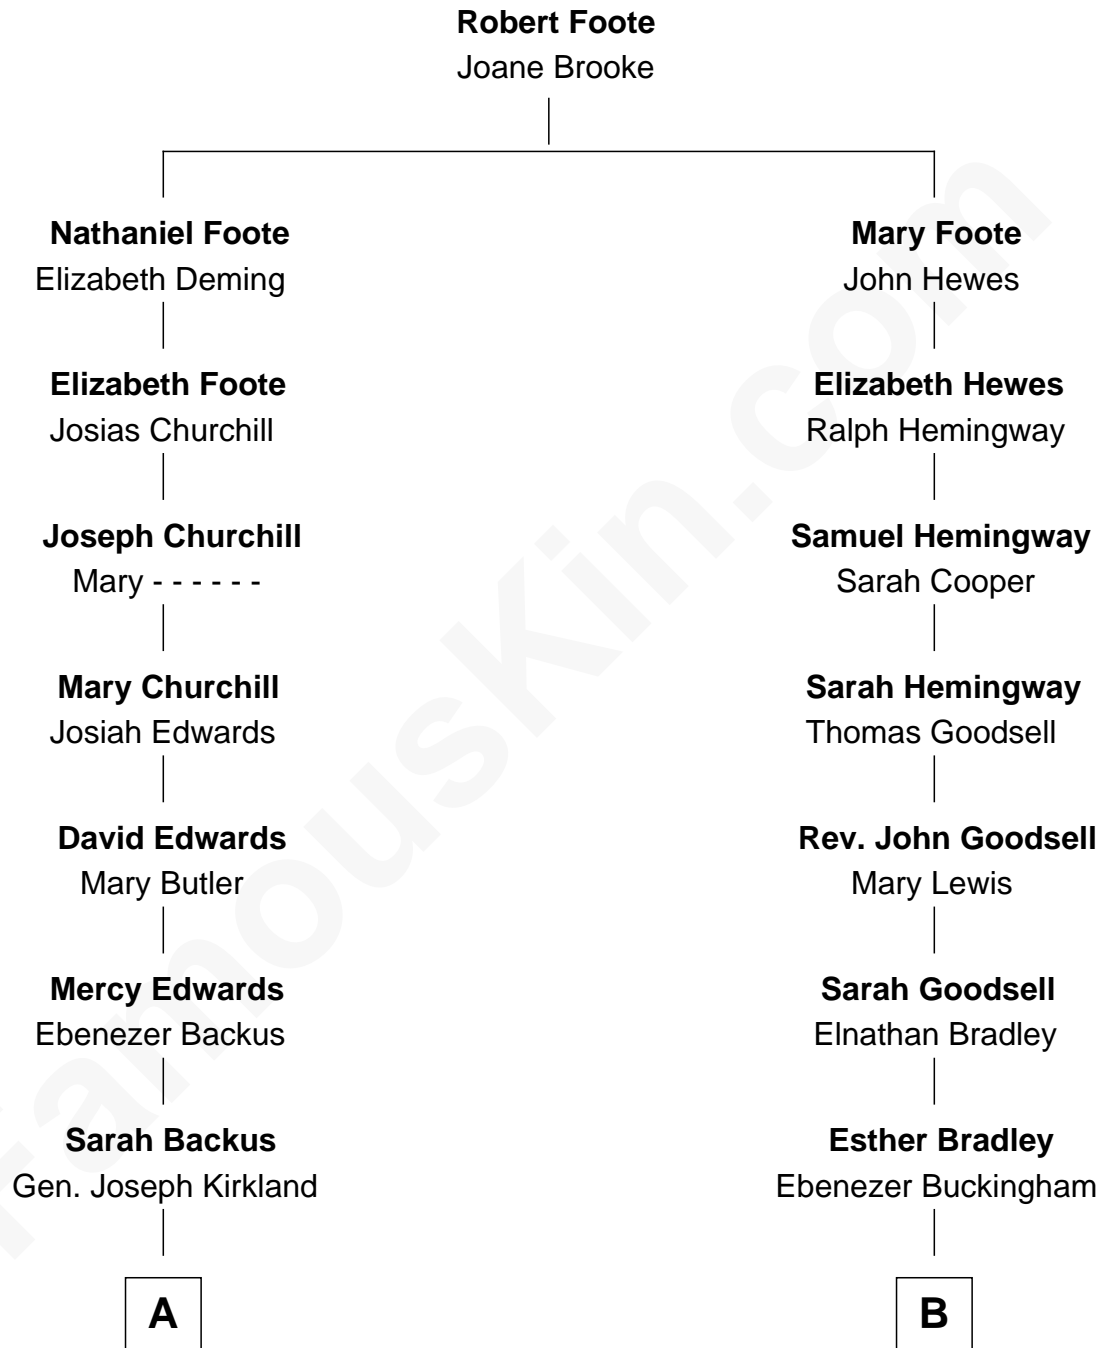 Robert Foote
Joane Brooke
Nathaniel Foote
Elizabeth Deming
Mary Foote
John Hewes
Elizabeth Foote
Josias Churchill
Elizabeth Hewes
Ralph Hemingway
Joseph Churchill
Mary - - - - - -
Samuel Hemingway
Sarah Cooper
Mary Churchill
Josiah Edwards
Sarah Hemingway
Thomas Goodsell
David Edwards
Mary Butler
Rev. John Goodsell
Mary Lewis
Mercy Edwards
Ebenezer Backus
Sarah Goodsell
Elnathan Bradley
Sarah Backus
Gen. Joseph Kirkland
Esther Bradley
Ebenezer Buckingham
A
B
FamousKin.com